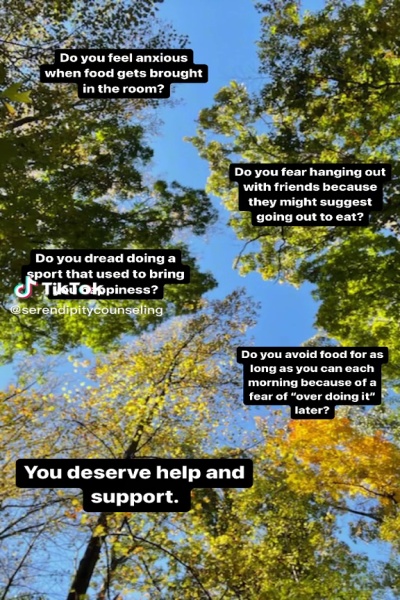 Do you feel anxious
when food gets brought
in the room?
Do you fear hanging out
with friends because
they might suggest
going out to eat?
Do you dread doing a
sport that used to bring
you happiness?
TikTok
@serendipitycounseling
Do you avoid food for as
long as you can each
morning because of a
fear of "over doing it"
later?
You deserve help and
support.